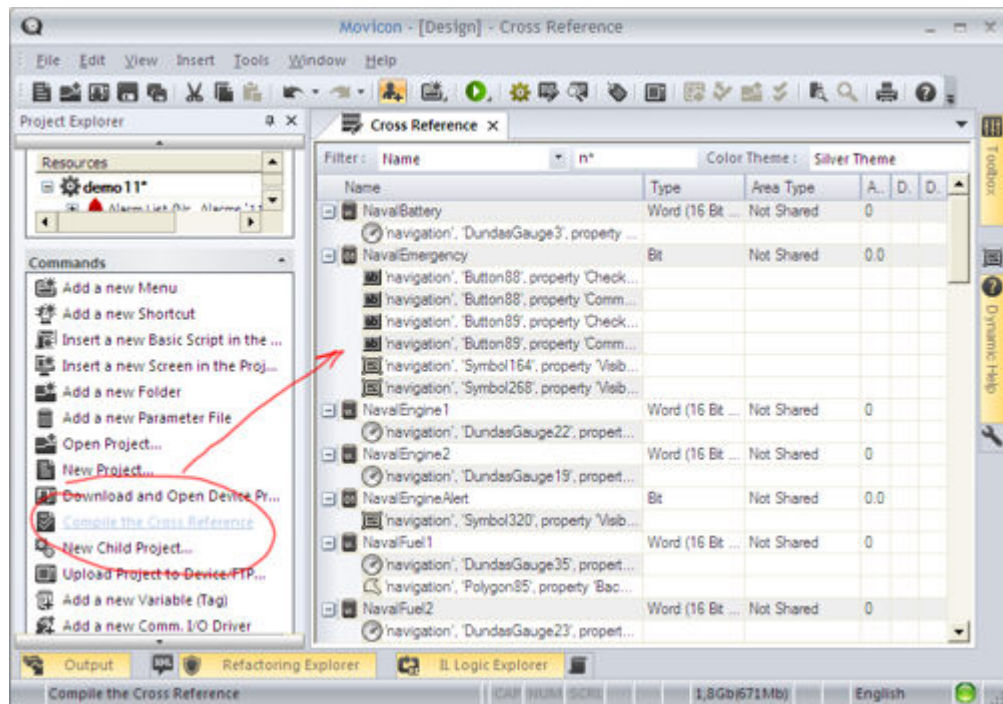 Movicon - [Design] - Cross Reference
File Edit View Insert Tools Window Help
Project Explorer
Resources
demo11*
Commands
Add a new Menu
Add a new Shortcut
Insert a new Basic Script in the ...
Insert a new Screen in the Proj...
Add a new Folder
Add a new Parameter File
Open Project...
New Project...
Download and Open Device Pr...
Compile the Cross Reference
New Child Project...
Upload Project to Device/FTP...
Add a new Variable (Tag)
Add a new Comm. I/O Driver
Cross Reference
Filter : Name n* Color Theme : Silver Theme
Name Type Area Type A.. D. D.
NavalBattery Word (16 Bit ... Not Shared 0
'navigation', 'DundasGauge3', property ...
NavalEmergency Bit Not Shared 0.0
'navigation', 'Button88', property 'Check...
'navigation', 'Button88', property 'Comm...
'navigation', 'Button89', property 'Check...
'navigation', 'Button89', property 'Comm...
'navigation', 'Symbol164', property 'Visib...
'navigation', 'Symbol268', property 'Visib...
NavalEngine1 Word (16 Bit ... Not Shared 0
'navigation', 'DundasGauge22', propert...
NavalEngine2 Word (16 Bit ... Not Shared 0
'navigation', 'DundasGauge19', propert...
NavalEngineAlert Bit Not Shared 0.0
'navigation', 'Symbol320', property 'Visib...
NavalFuel1 Word (16 Bit ... Not Shared 0
'navigation', 'DundasGauge35', propert...
'navigation', 'Polygon85', property 'Bac...
NavalFuel2 Word (16 Bit ... Not Shared 0
'navigation', 'DundasGauge23', propert...
Toolbox
Dynamic Help
Output XML Refactoring Explorer IL Logic Explorer
Compile the Cross Reference CAP NUM SCRL 1,8Gb(671Mb) English